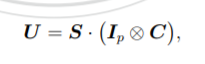 U = S · (I_p ⊗ C),